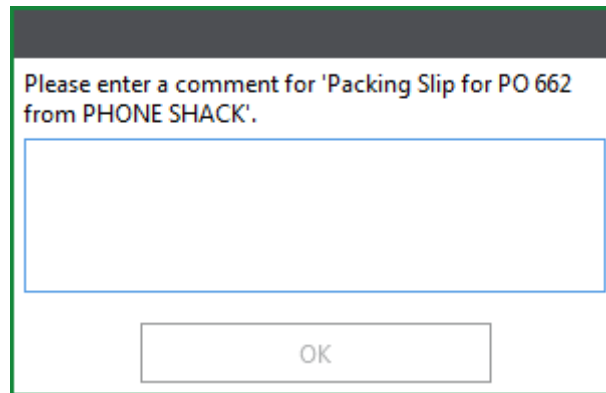 Please enter a comment for 'Packing Slip for PO 662
from PHONE SHACK'.
OK